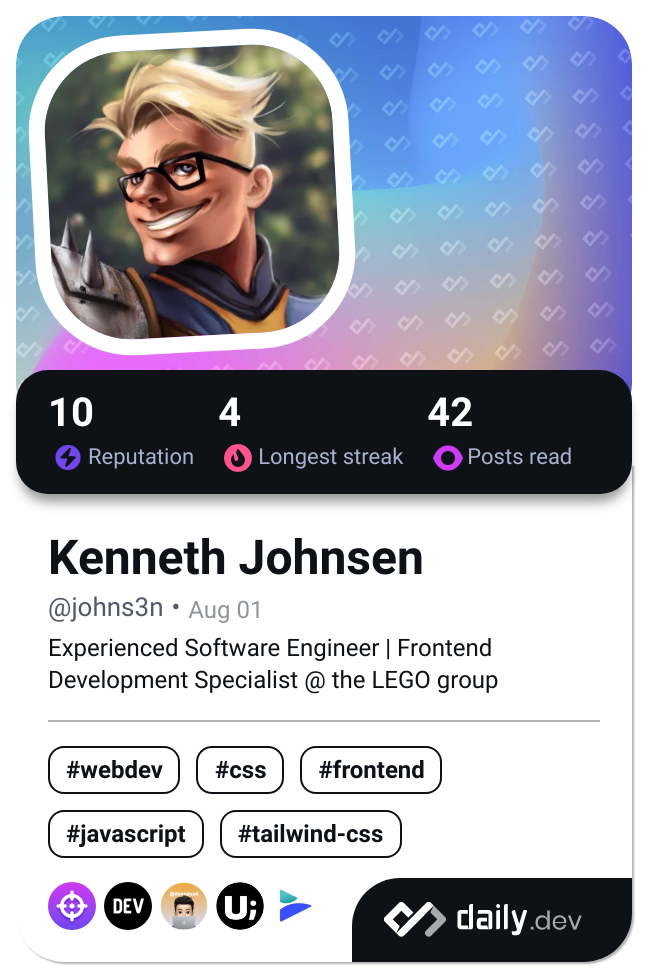 10 4 42
Reputation Longest streak Posts read
Kenneth Johnsen
@johns3n • Aug 01
Experienced Software Engineer | Frontend
Development Specialist @ the LEGO group
#webdev #css #frontend
#javascript #tailwind-css
DEV U; daily.dev